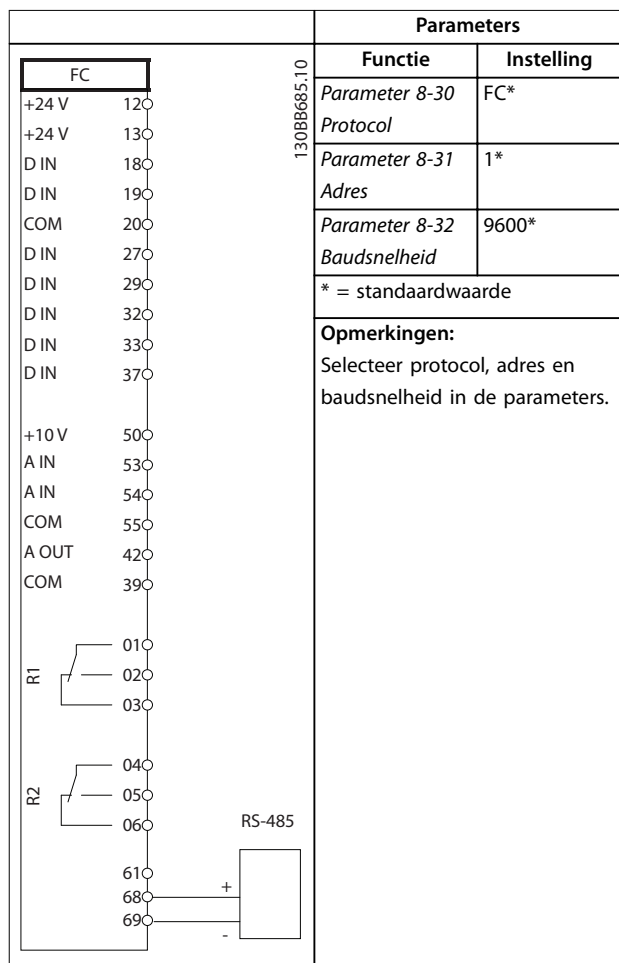 Parameters
Functie Instelling
Parameter 8-30 FC*
Protocol
Parameter 8-31 1*
Adres
Parameter 8-32 9600*
Baudsnelheid
* = standaardwaarde
Opmerkingen:
Selecteer protocol, adres en
baudsnelheid in de parameters.
130BB685.10
FC
+24 V 12
+24 V 13
D IN 18
D IN 19
COM 20
D IN 27
D IN 29
D IN 32
D IN 33
D IN 37
+10 V 50
A IN 53
A IN 54
COM 55
A OUT 42
COM 39
R1
01
02
03
R2
04
05
06
RS-485
61
68 +
69 -